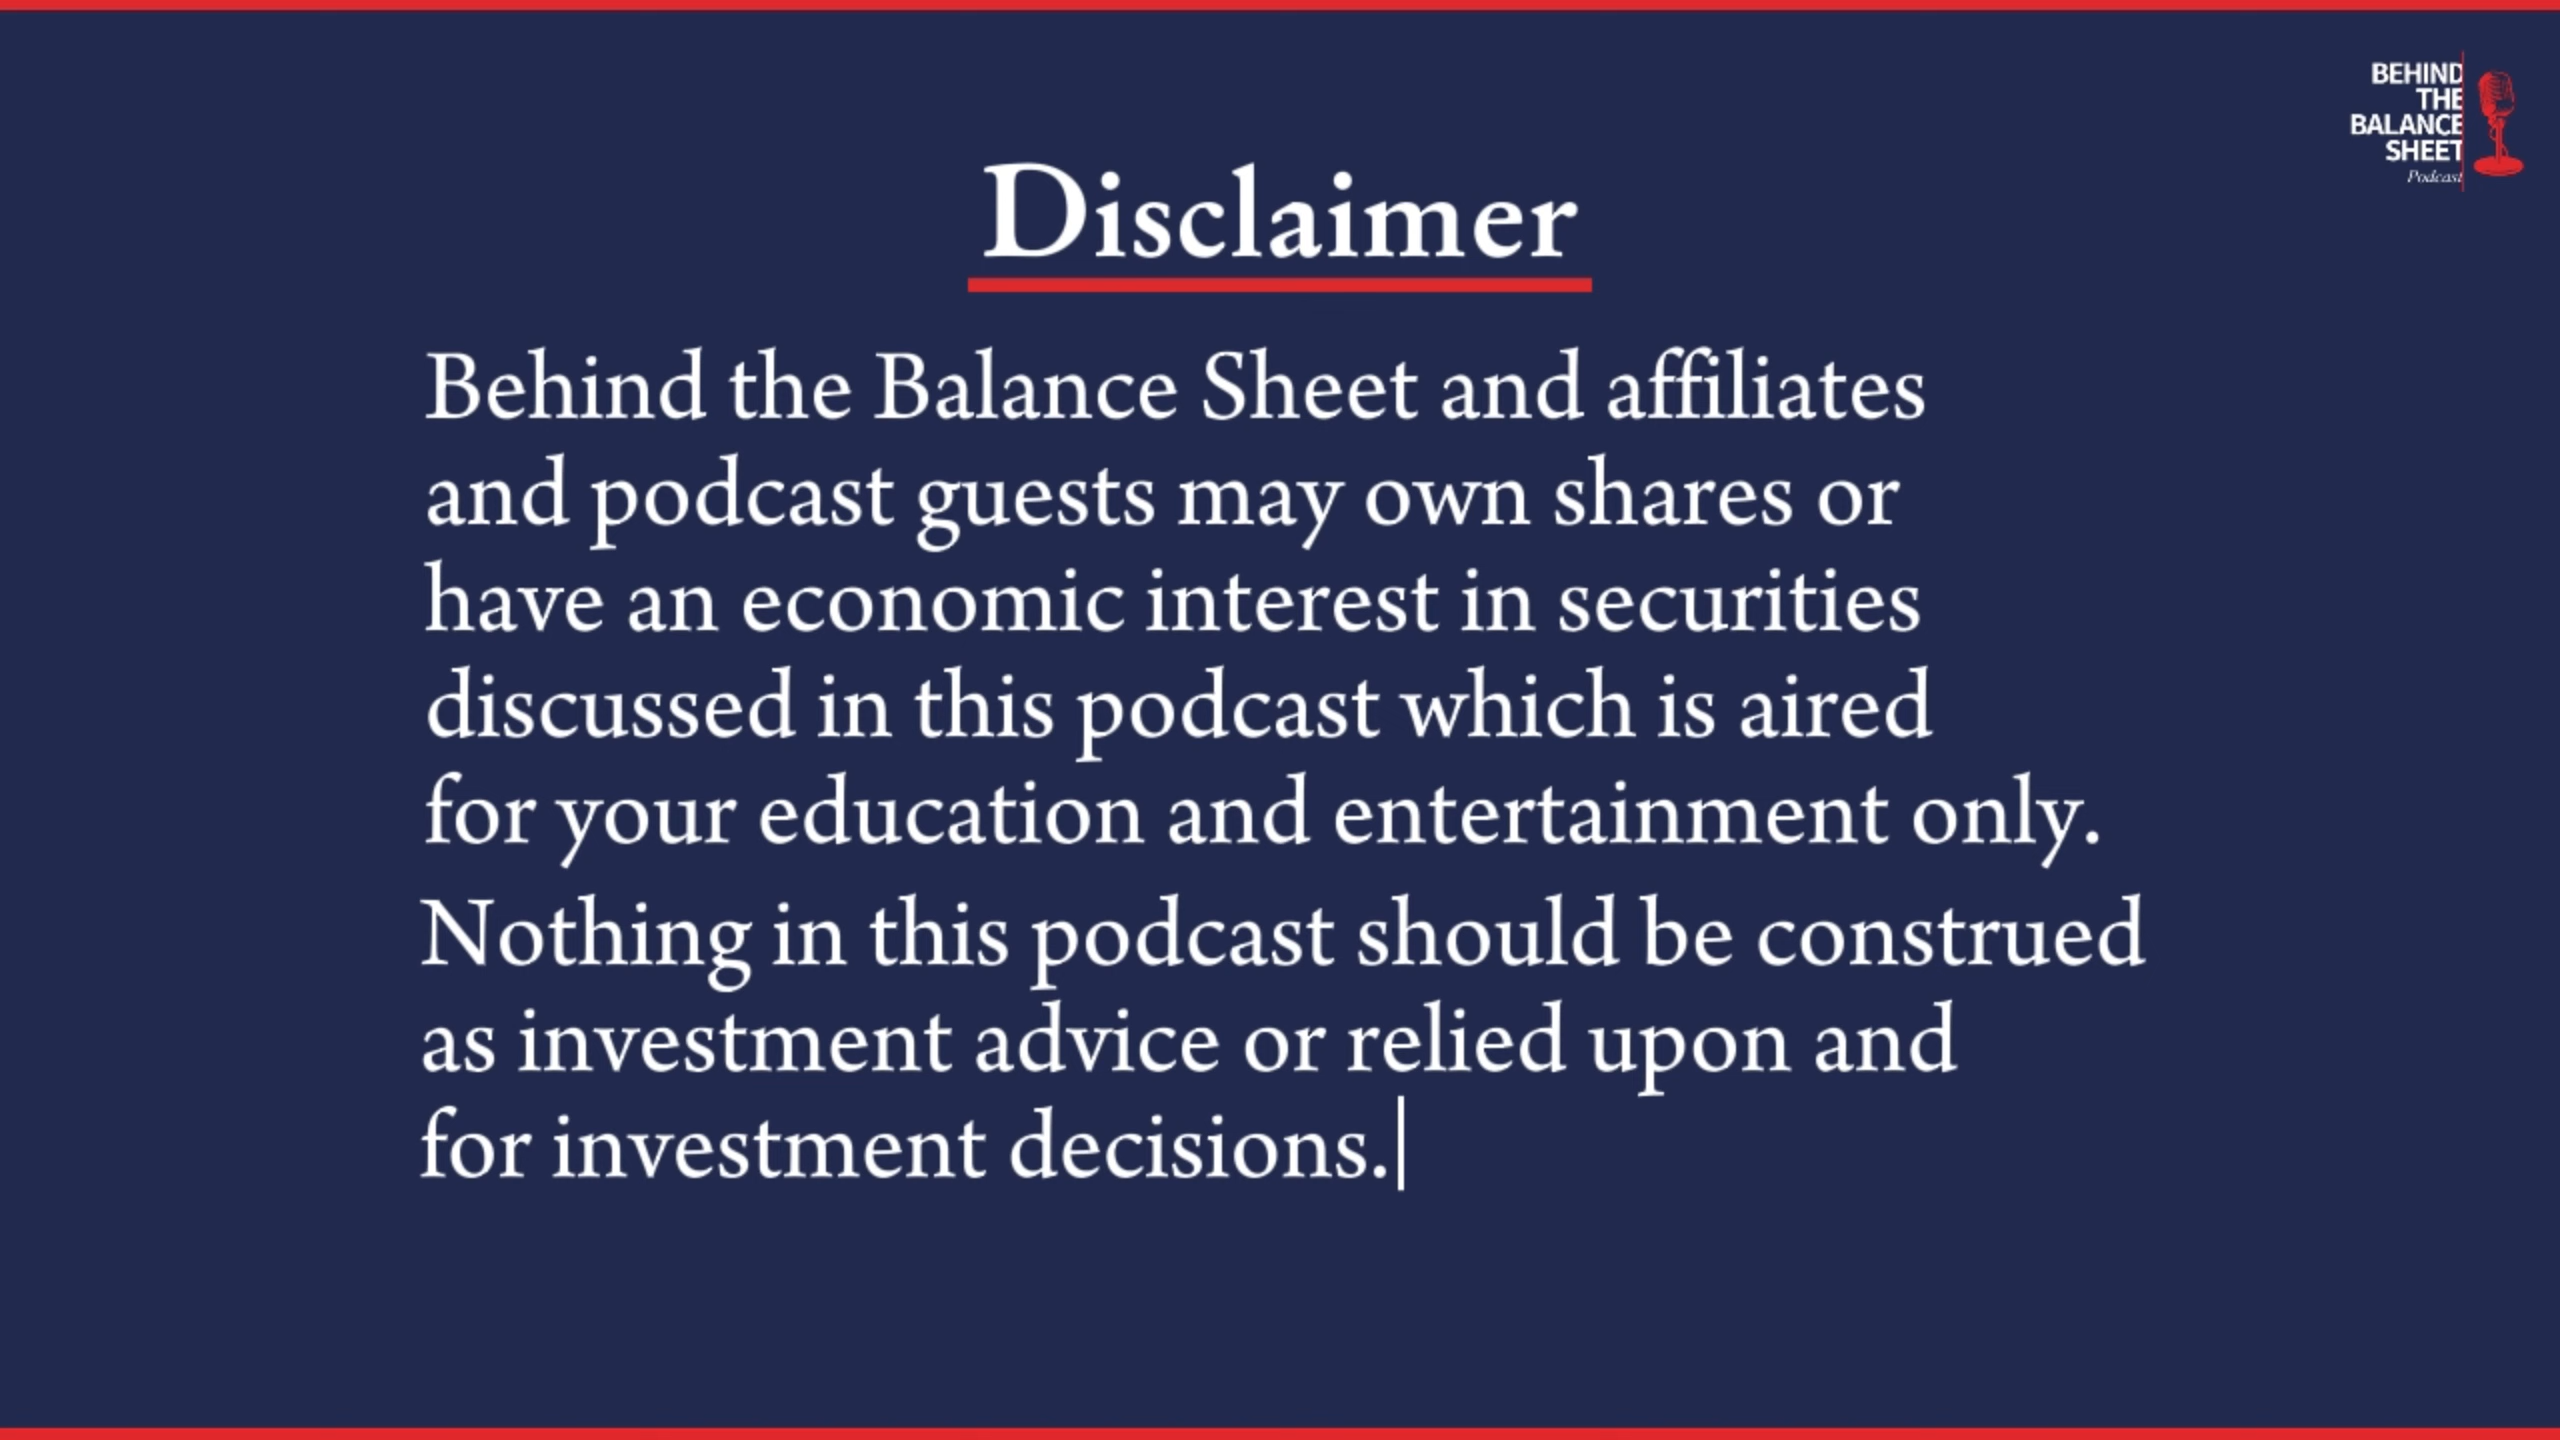 BEHIND
THE
BALANCE
SHEET
Podcast
Disclaimer
Behind the Balance Sheet and affiliates
and podcast guests may own shares or
have an economic interest in securities
discussed in this podcast which is aired
for your education and entertainment only.
Nothing in this podcast should be construed
as investment advice or relied upon and
for investment decisions.